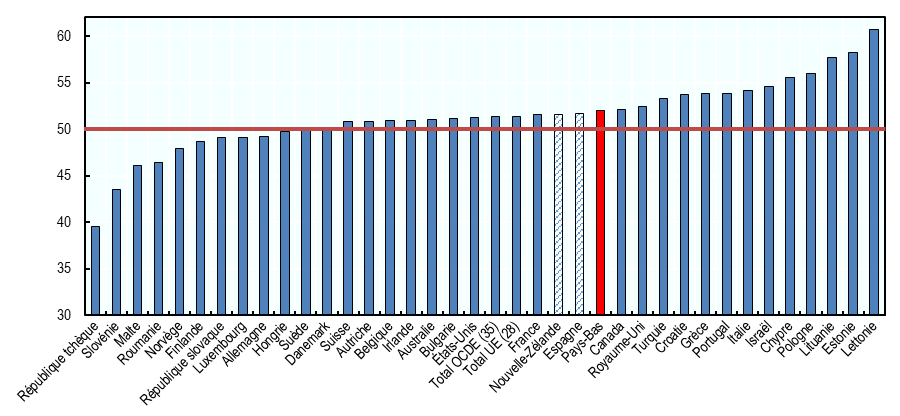 60
55
50
45
40
35
30
République tchèque
Slovénie
Malte
Roumanie
Norvège
Finlande
République slovaque
Luxembourg
Allemagne
Hongrie
Suède
Danemark
Suisse
Autriche
Belgique
Irlande
Australie
Bulgarie
États-Unis
Total OCDE (35)
Total UE (28)
France
Nouvelle-Zélande
Espagne
Pays-Bas
Canada
Royaume-Uni
Turquie
Croatie
Grèce
Portugal
Italie
Israël
Chypre
Pologne
Lituanie
Estonie
Lettonie